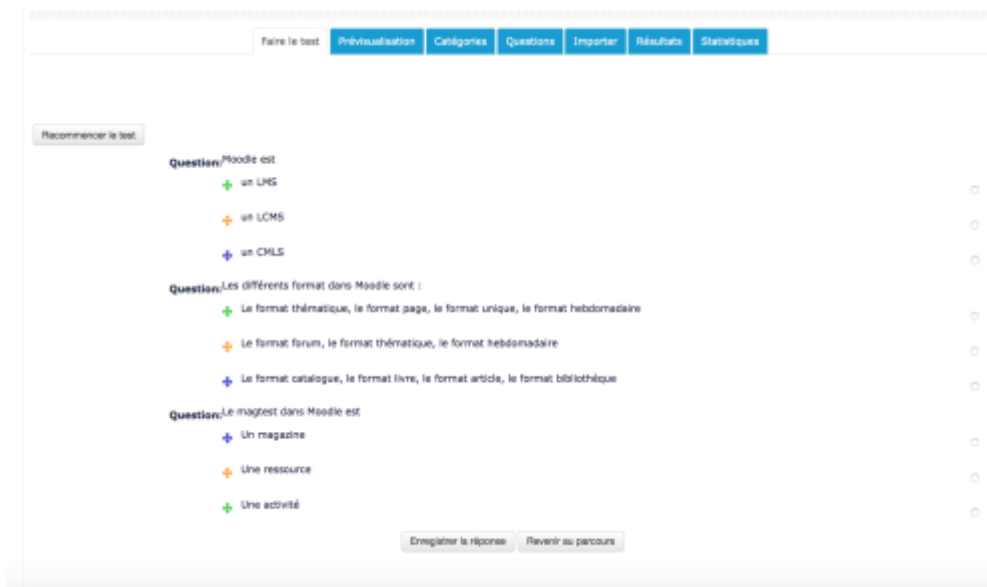 Faire le test Prévisualisation Catégories Questions Importer Résultats Statistiques
Recommencer le test
Question: Moodle est
un LMS
un LCMS
un CMLS
Question: Les différents format dans Moodle sont :
Le format thématique, le format page, le format unique, le format hebdomadaire
Le format forum, le format thématique, le format hebdomadaire
Le format catalogue, le format livre, le format article, le format bibliothèque
Question: Le magtest dans Moodle est
Un magazine
Une ressource
Une activité
Enregistrer la réponse Revenir au parcours